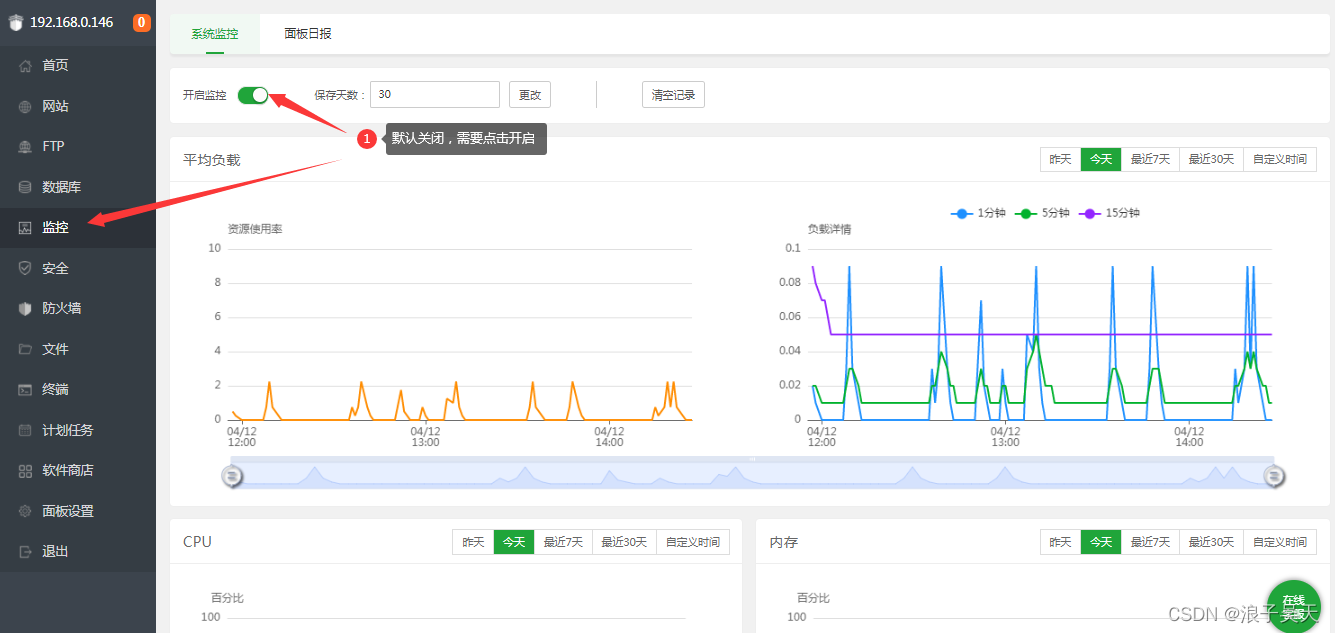 192.168.0.146 0
首页
网站
FTP
数据库
监控
安全
防火墙
文件
终端
计划任务
软件商店
面板设置
退出
系统监控 面板日报
开启监控 保存天数： 30 更改 清空记录
1 默认关闭，需要点击开启
平均负载 昨天 今天 最近7天 最近30天 自定义时间
资源使用率
10
8
6
4
2
0
04/12 04/12 04/12
12:00 13:00 14:00
1分钟 5分钟 15分钟
负载详情
0.1
0.08
0.06
0.04
0.02
0
04/12 04/12 04/12
12:00 13:00 14:00
CPU 昨天 今天 最近7天 最近30天 自定义时间
百分比
100
内存 昨天 今天 最近7天 最近30天 自定义时间
百分比
100
在线
CSDN @浪子吴天